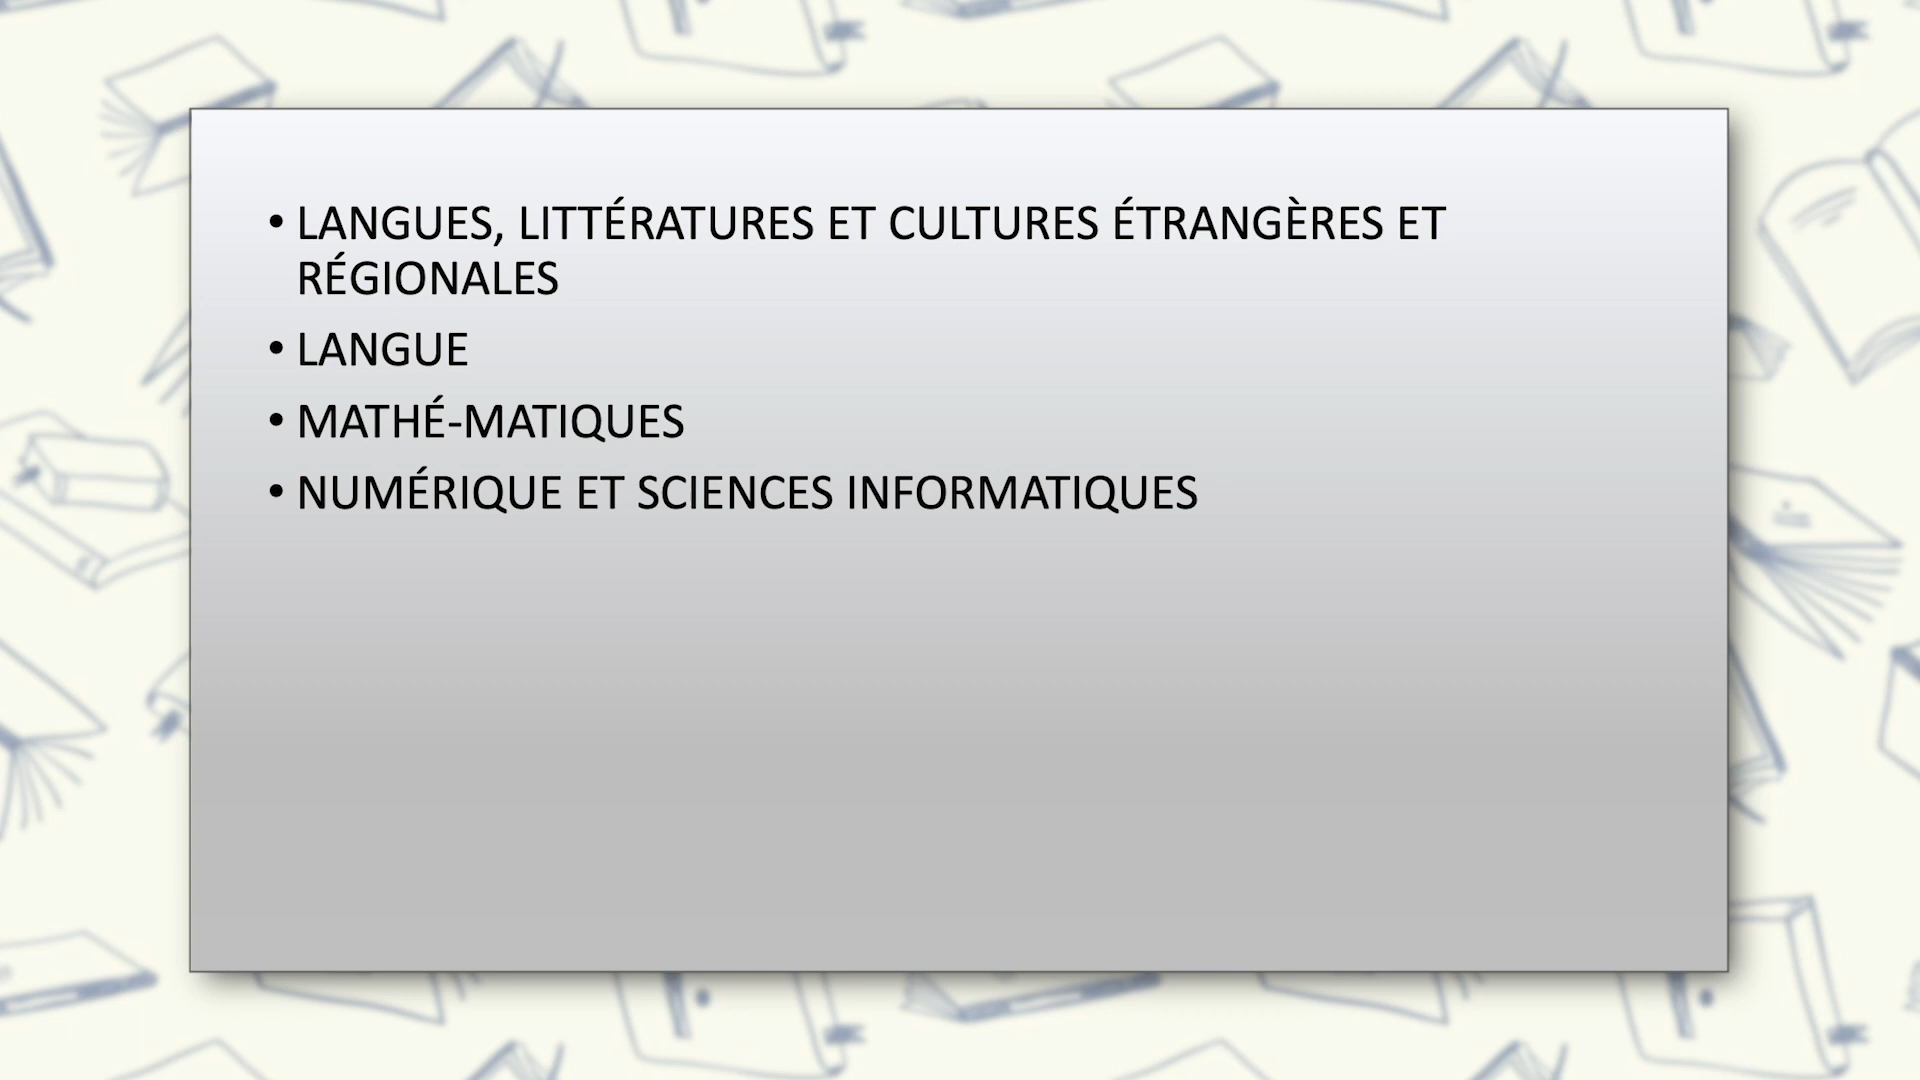 • LANGUES, LITTÉRATURES ET CULTURES ÉTRANGÈRES ET
RÉGIONALES
• LANGUE
• MATHÉ-MATIQUES
• NUMÉRIQUE ET SCIENCES INFORMATIQUES